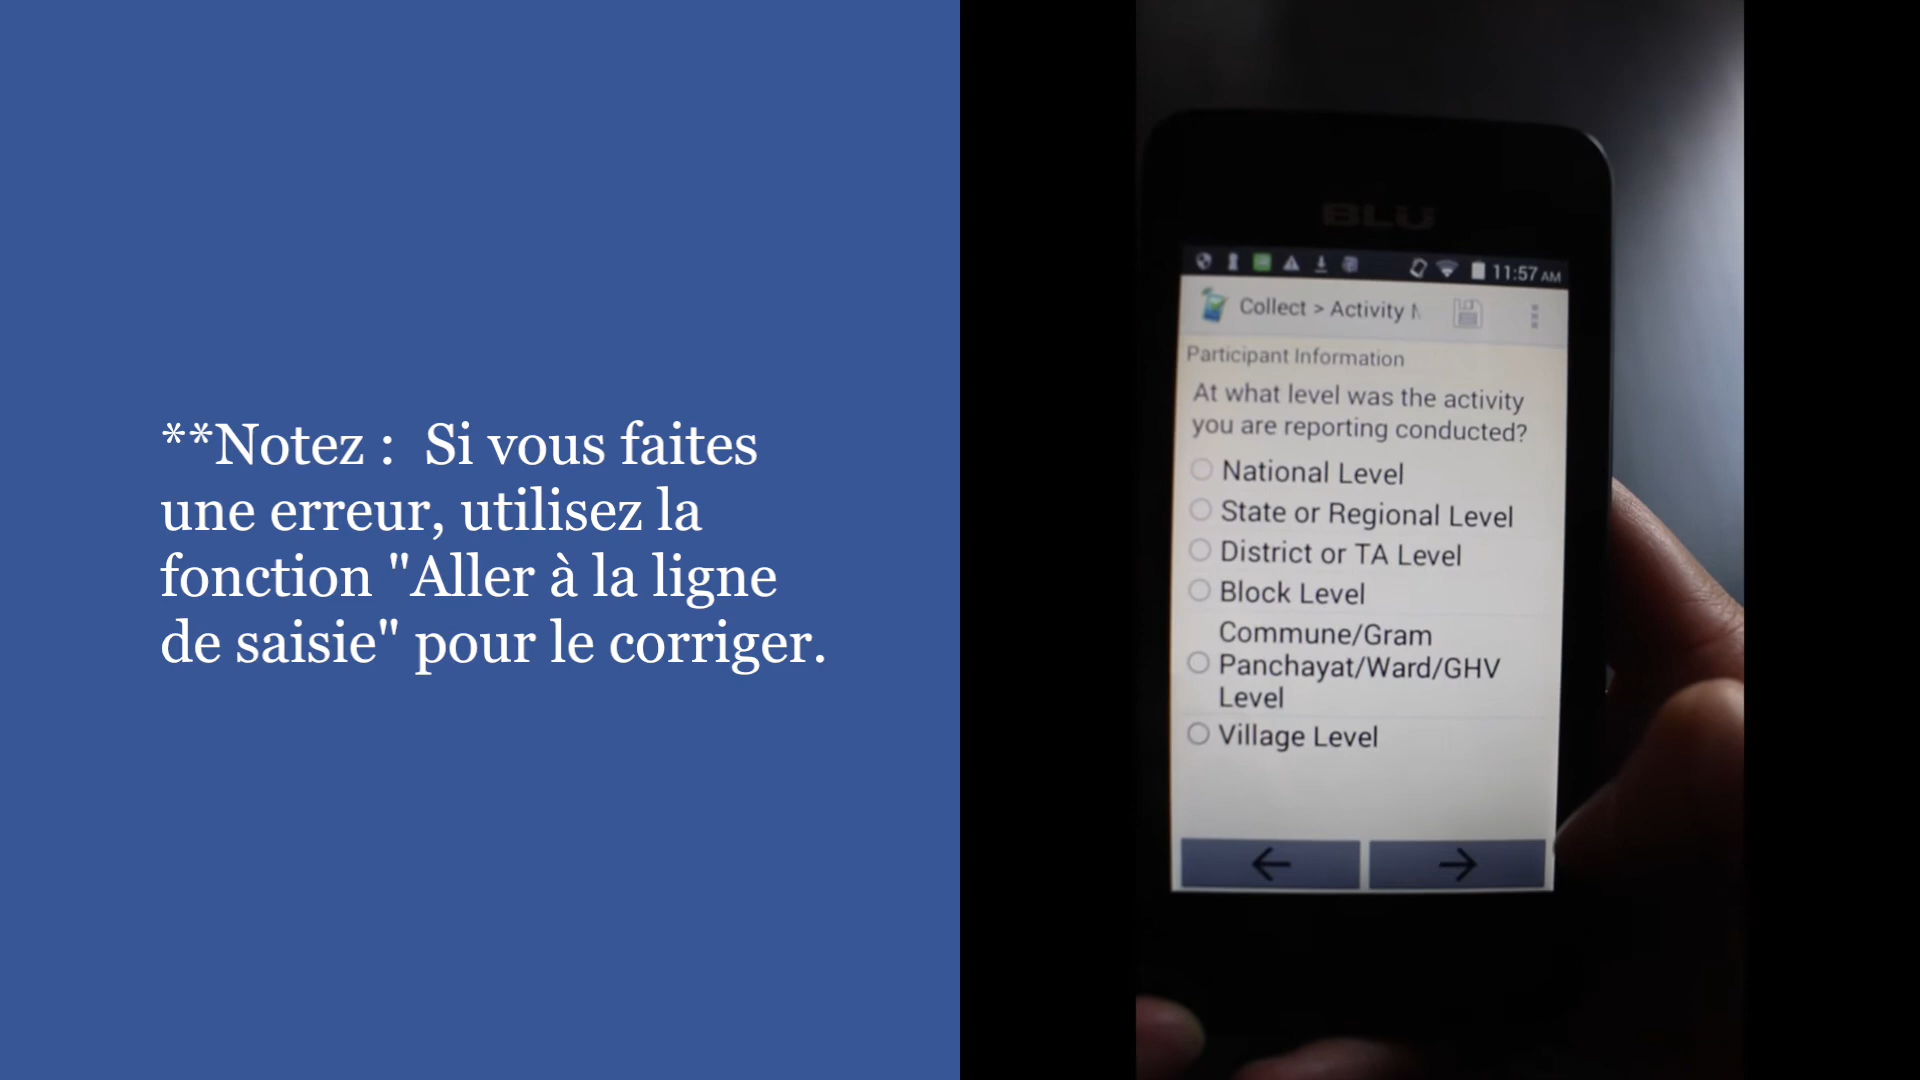 **Notez :  Si vous faites
une erreur, utilisez la
fonction "Aller à la ligne
de saisie" pour le corriger.
BLU
11:57 AM
Collect > Activity
Participant Information
At what level was the activity
you are reporting conducted?
National Level
State or Regional Level
District or TA Level
Block Level
Commune/Gram
Panchayat/Ward/GHV
Level
Village Level